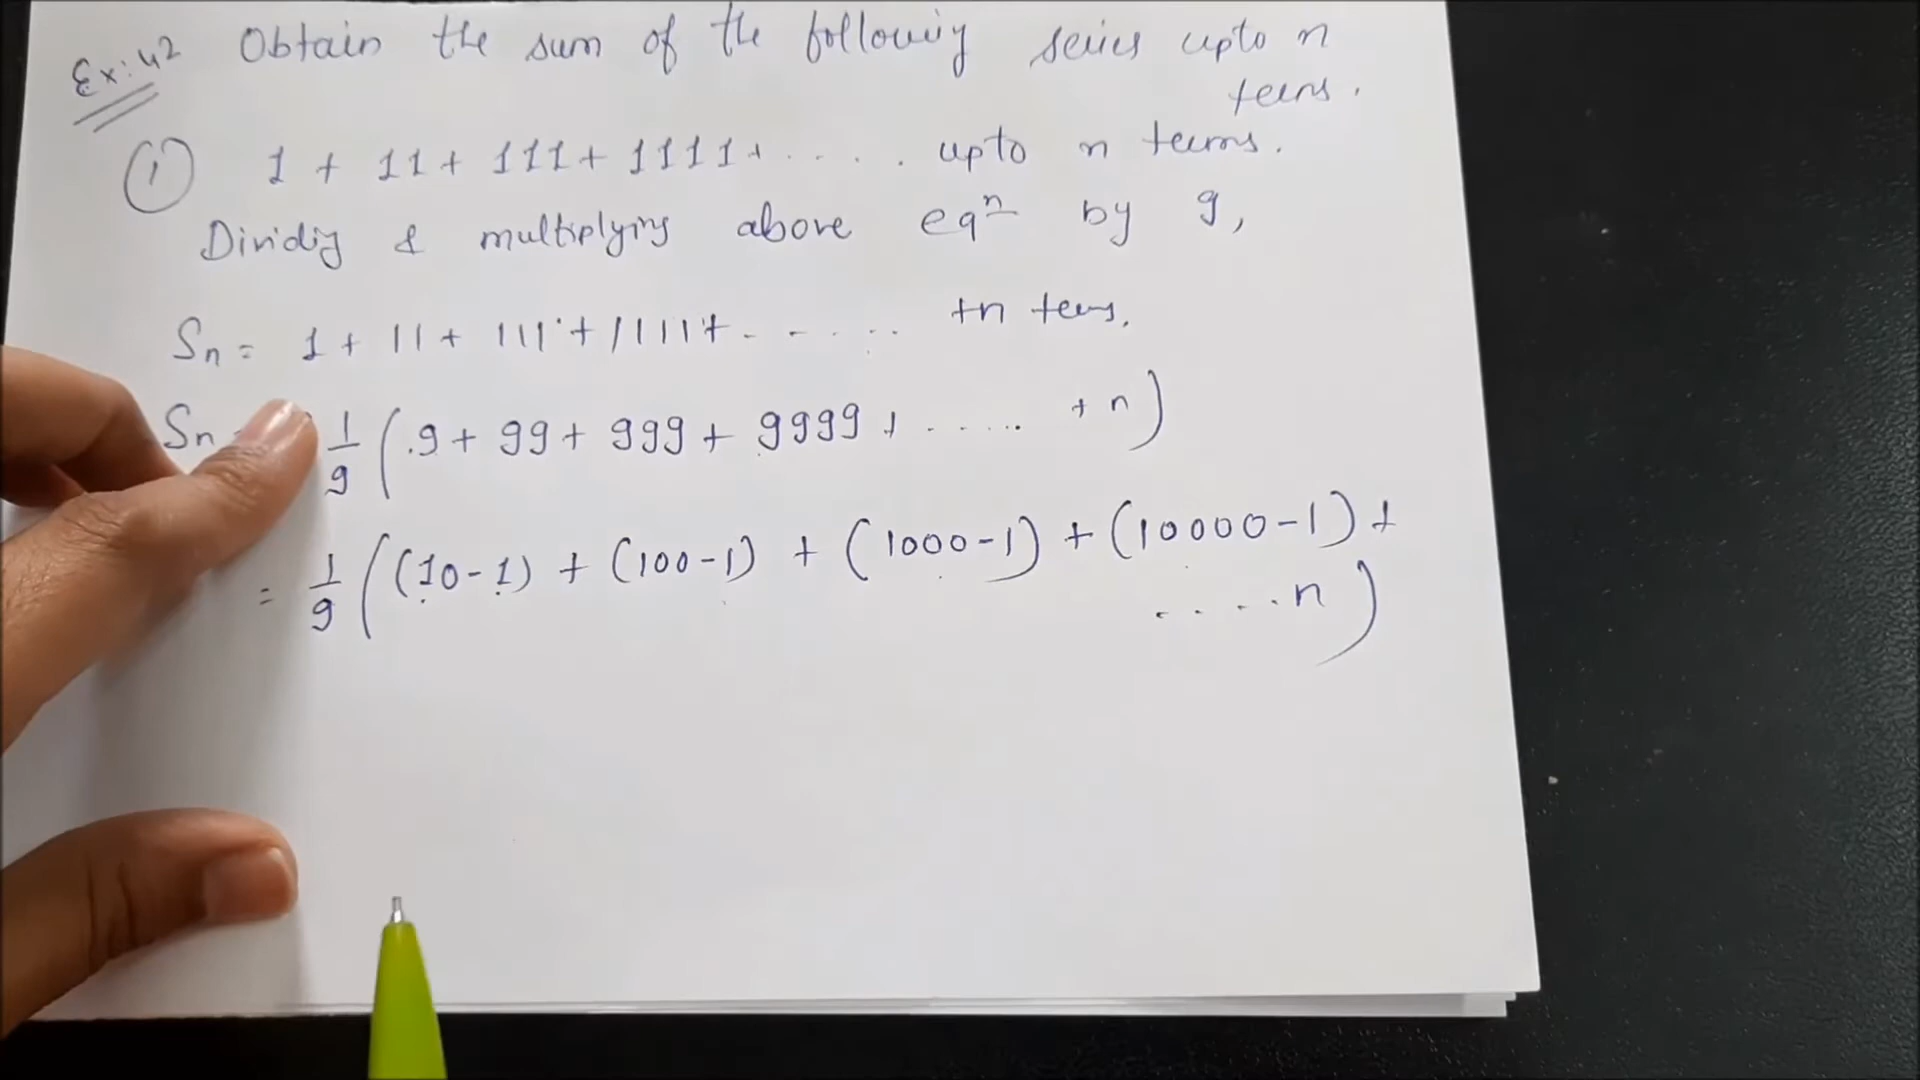 Ex:42 Obtain the sum of the following series upto n
terms.
① 1 + 11 + 111 + 1111 + ..... upto n terms.
Dividing & multiplying above eqⁿ by 9,
Sn = 1 + 11 + 111 + 1111 + ...... +n terms.
Sn = 1/9 (9 + 99 + 999 + 9999 + ...... + n)
= 1/9 ((10-1) + (100-1) + (1000-1) + (10000-1) +
.....n)